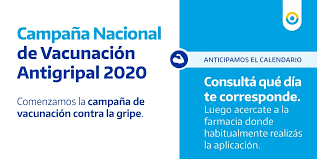 Campaña Nacional
de Vacunación
Antigripal 2020
Comenzamos la campaña de
vacunación contra la gripe.
ANTICIPAMOS EL CALENDARIO
Consultá qué día
te corresponde.
Luego acercate a la
farmacia donde
habitualmente realizás
la aplicación.